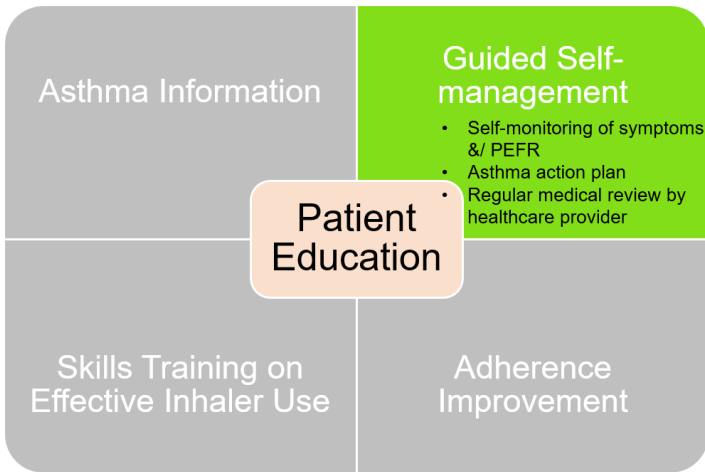 Asthma Information
Guided Self-
management
• Self-monitoring of symptoms
&/ PEFR
• Asthma action plan
• Regular medical review by
healthcare provider
Patient
Education
Skills Training on
Effective Inhaler Use
Adherence
Improvement